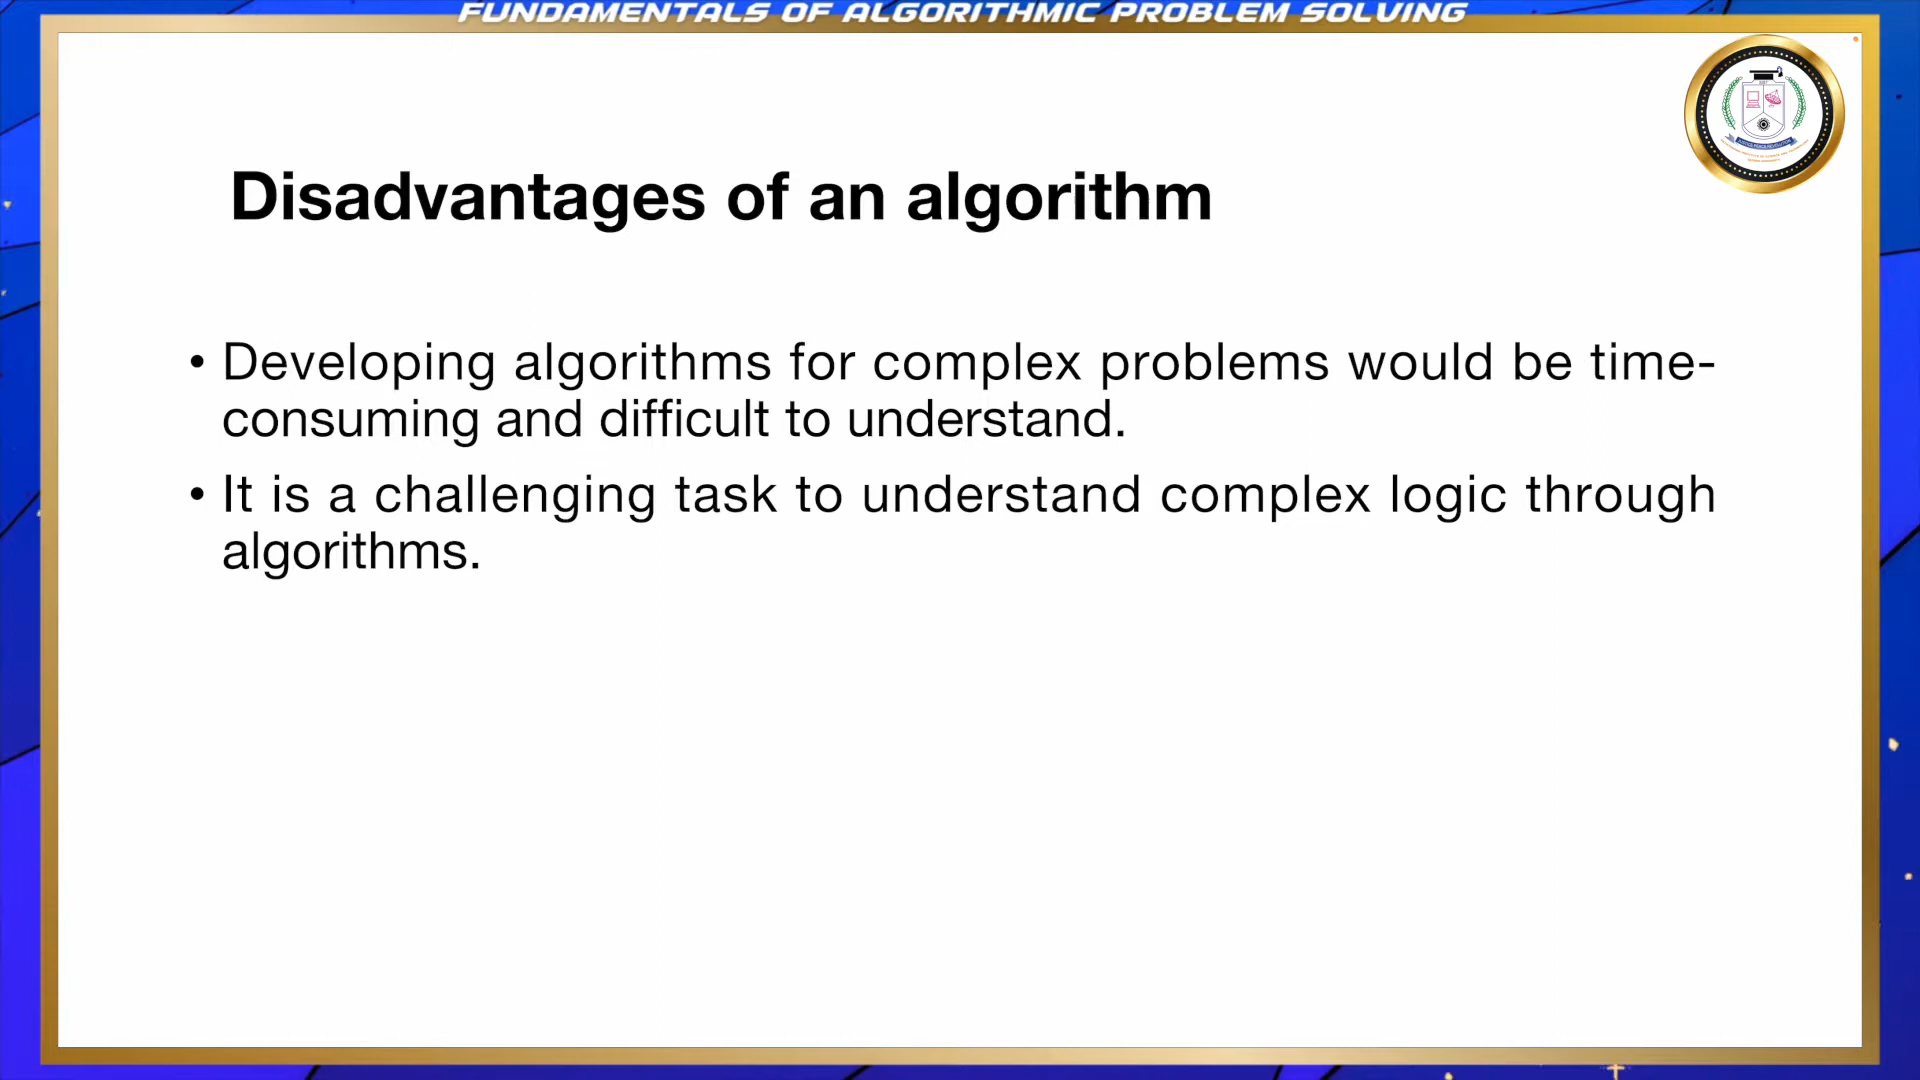 FUNDAMENTALS OF ALGORITHMIC PROBLEM SOLVING
Disadvantages of an algorithm
• Developing algorithms for complex problems would be time-
consuming and difficult to understand.
• It is a challenging task to understand complex logic through
algorithms.